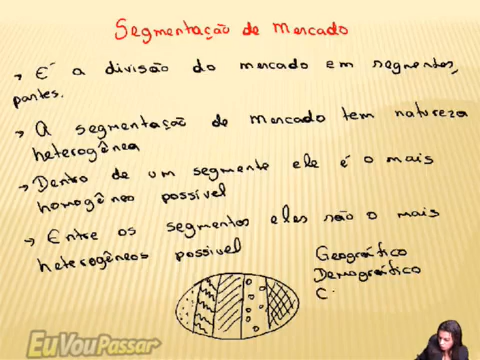 Segmentação de Mercado
→ É a divisão do mercado em segmentos,
partes.
→ A segmentação de mercado tem natureza
heterogênea
→ Dentro de um segmento ele é o mais
homogêneo possível
→ Entre os segmentos eles são o mais
heterogêneos possível
Geográfico
Demográfico
C
EuVouPassar